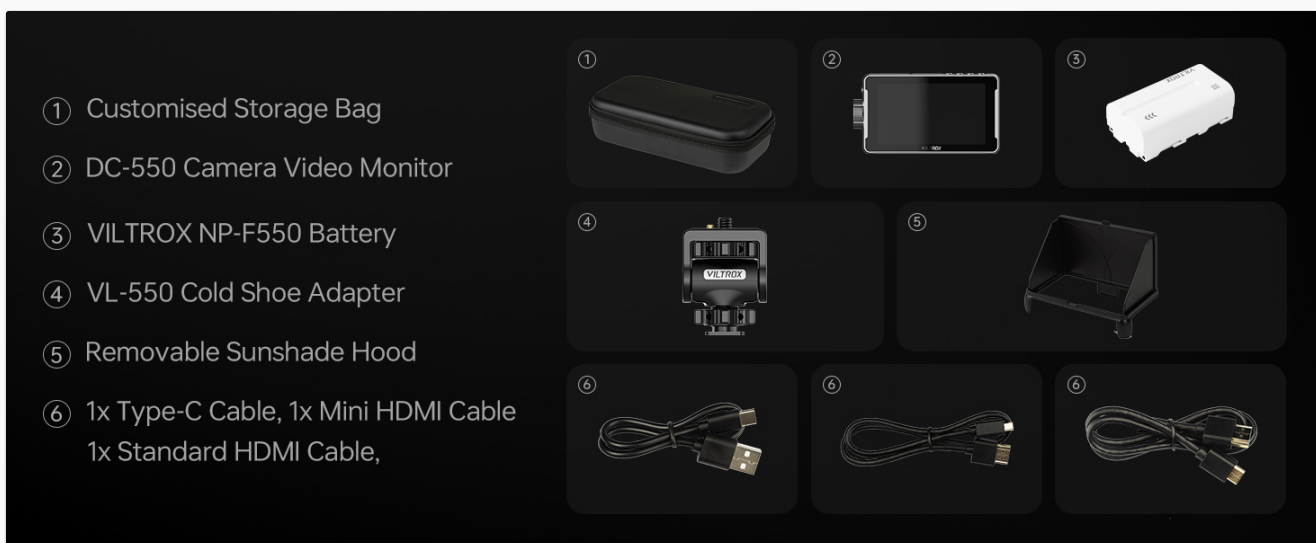 ① Customised Storage Bag
② DC-550 Camera Video Monitor
③ VILTROX NP-F550 Battery
④ VL-550 Cold Shoe Adapter
⑤ Removable Sunshade Hood
⑥ 1x Type-C Cable, 1x Mini HDMI Cable
1x Standard HDMI Cable,
①
②
③
VILTROX
④
VILTROX
⑤
⑥
⑥
⑥